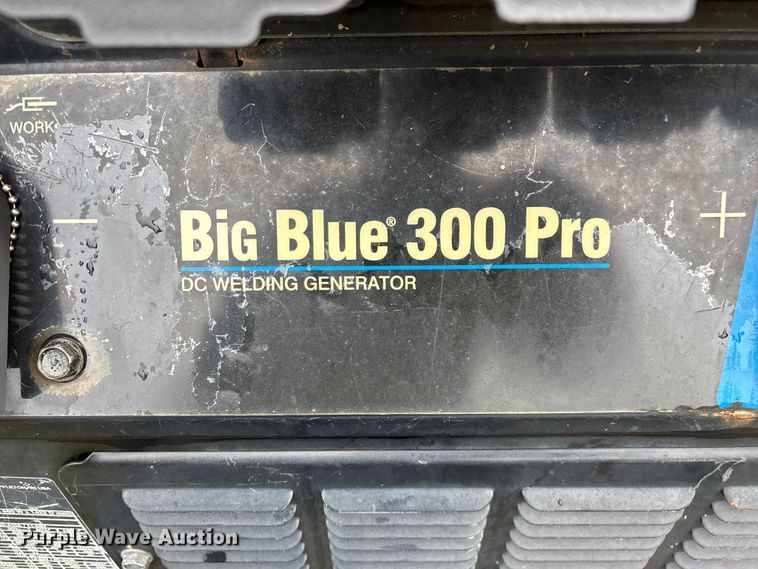 WORK
Big Blue® 300 Pro
DC WELDING GENERATOR
Purple Wave Auction